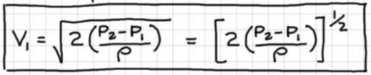 V₁ = √(2((P₂-P₁)/ρ)) = [2((P₂-P₁)/ρ)]^½